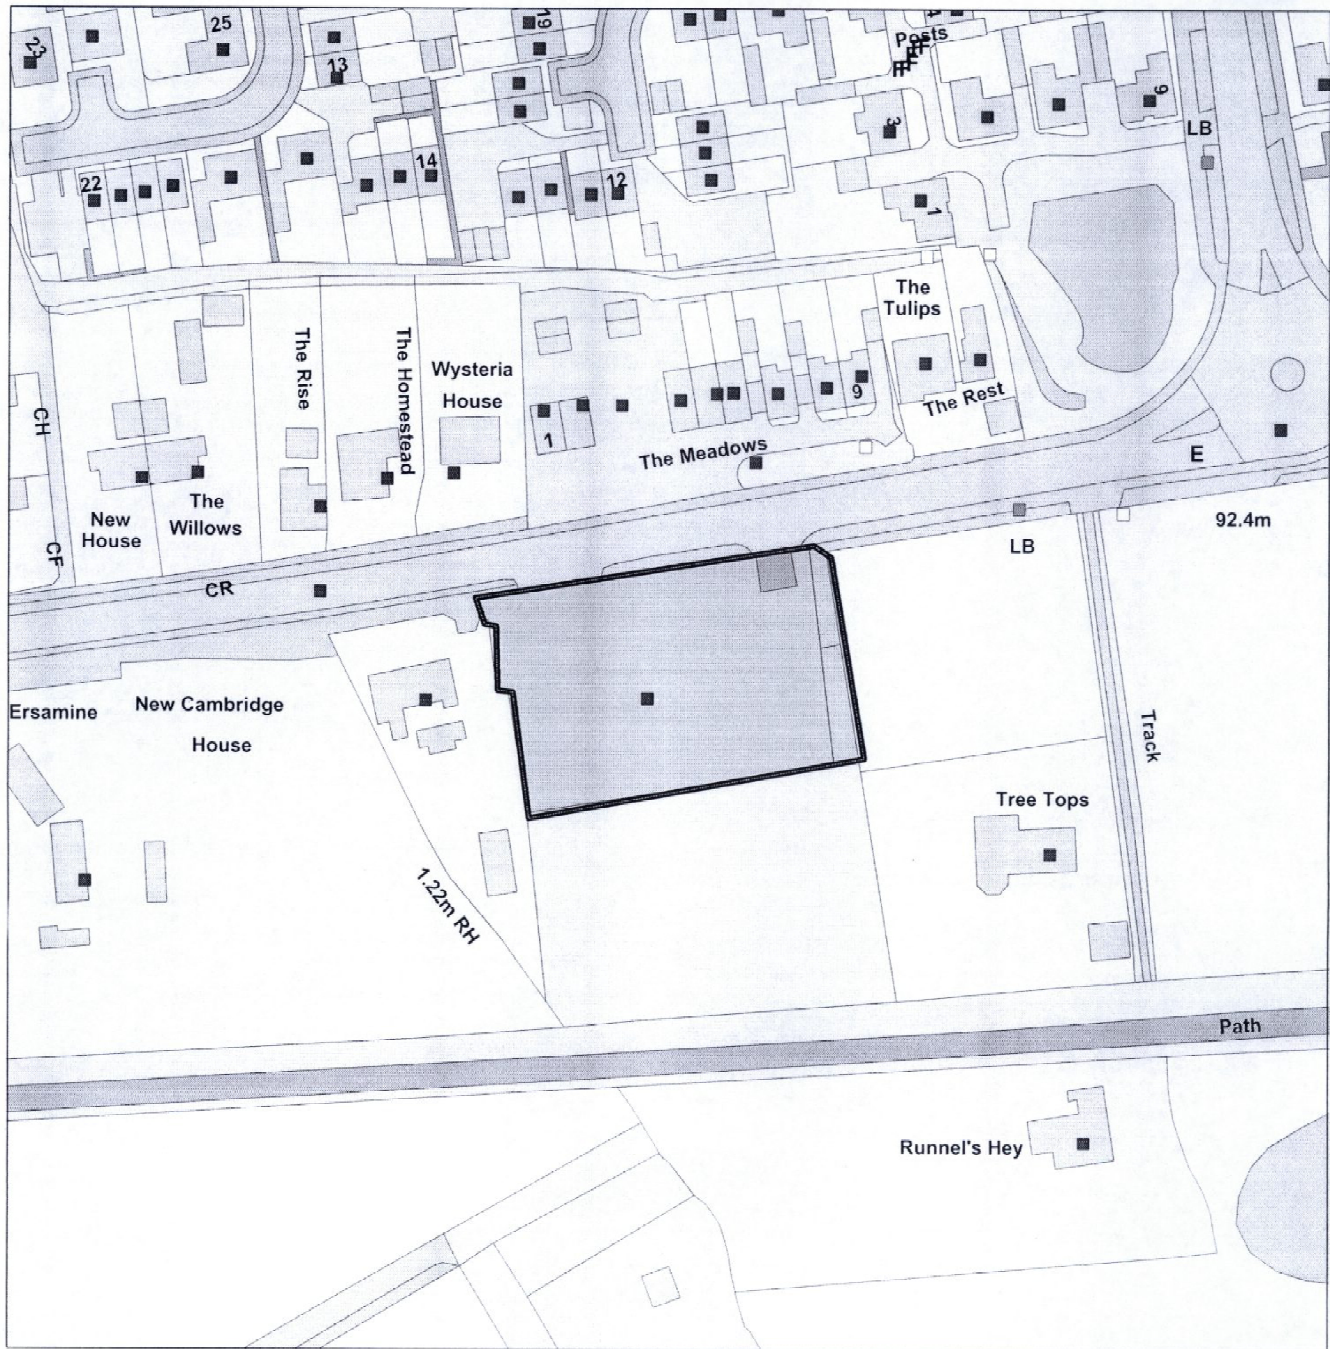 19
Posts
25
23
13
9
3
LB
14
22
12
1
The
Tulips
The Rise
The Homestead
Wysteria
House
9
The Rest
CH
1
The Meadows
E
The
Willows
New
House
92.4m
CF
LB
CR
Ersamine
New Cambridge
House
Track
Tree Tops
1.22m RH
Path
Runnel's Hey